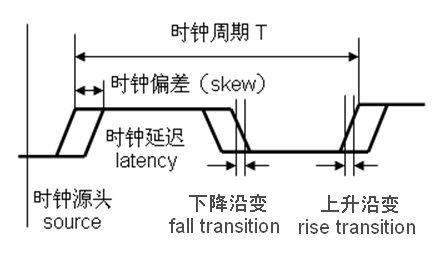 时钟周期 T
时钟偏差（skew）
时钟延迟
latency
时钟源头
source
下降沿变
fall transition
上升沿变
rise transition